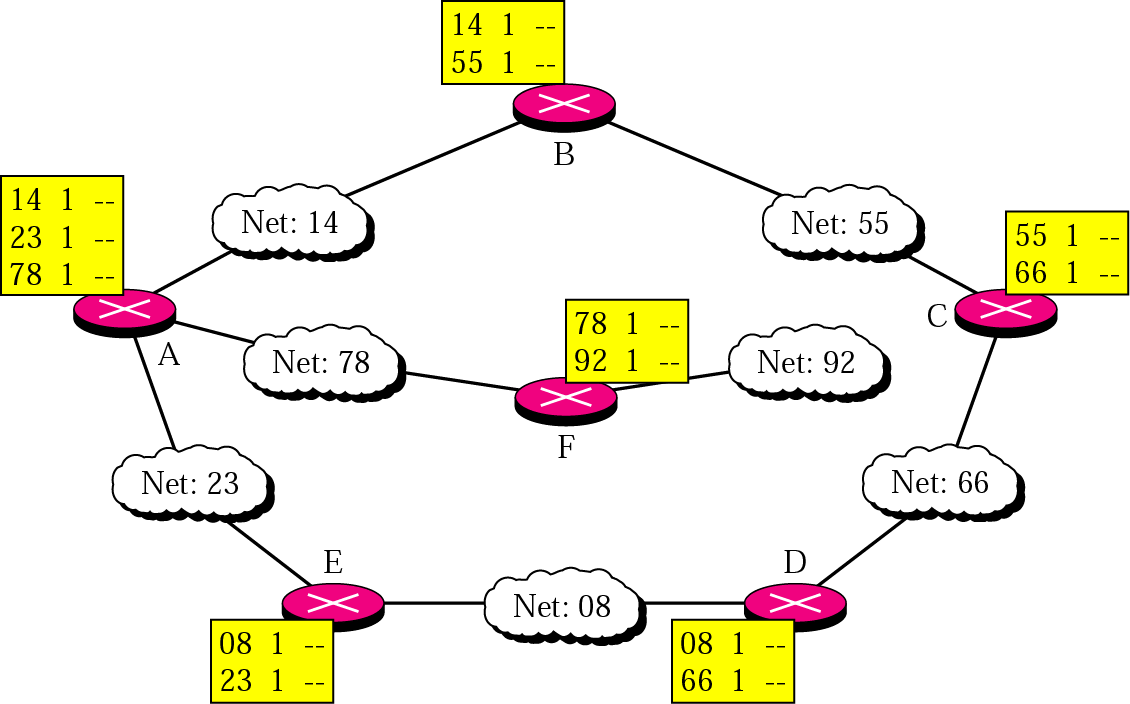 14 1 --
55 1 --
B
14 1 --
23 1 --
78 1 --
Net: 14
Net: 55
55 1 --
66 1 --
C
A
Net: 78
78 1 --
92 1 --
Net: 92
F
Net: 23
Net: 66
E
D
Net: 08
08 1 --
23 1 --
08 1 --
66 1 --